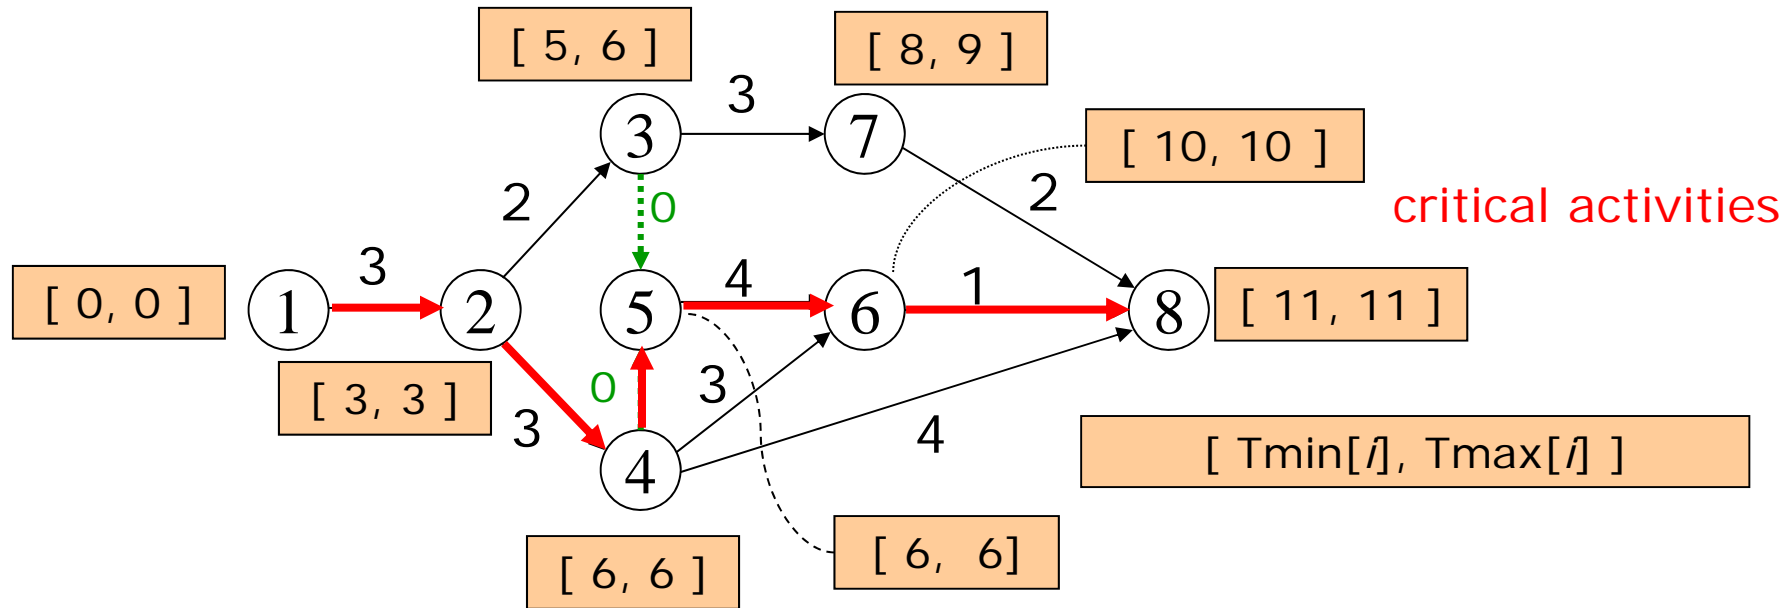 [ 5, 6 ]
[ 8, 9 ]
3
3
7
[ 10, 10 ]
2
2
0
critical activities
[ 0, 0 ]
3
1
2
5
4
6
1
8
[ 11, 11 ]
[ 3, 3 ]
3
0
3
4
4
[ Tmin[i], Tmax[i] ]
[ 6, 6 ]
[ 6, 6]